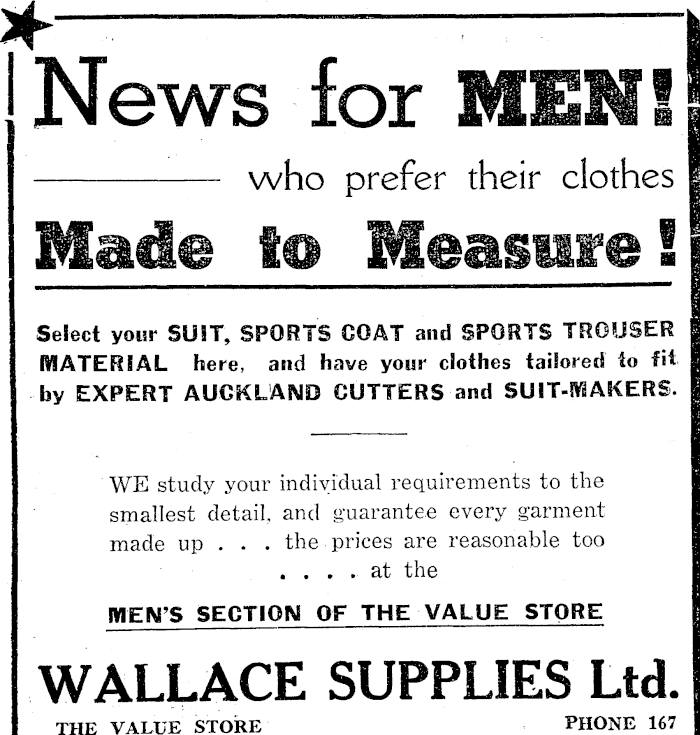 News for MEN!
who prefer their clothes
Made to Measure!
Select your SUIT, SPORTS COAT and SPORTS TROUSER
MATERIAL here, and have your clothes tailored to fit
by EXPERT AUCKLAND CUTTERS and SUIT-MAKERS.
WE study your individual requirements to the
smallest detail, and guarantee every garment
made up . . . the prices are reasonable too
. . . . at the
MEN'S SECTION OF THE VALUE STORE
WALLACE SUPPLIES Ltd.
THE VALUE STORE PHONE 167